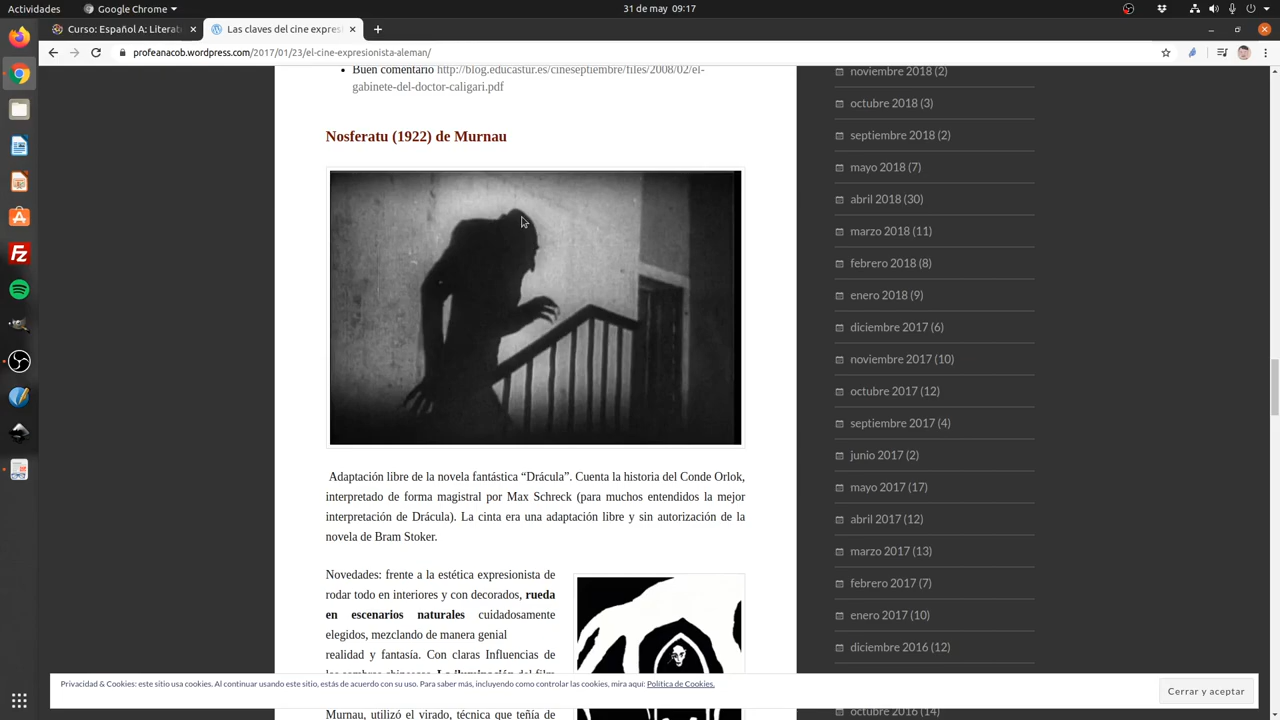 Actividades
Google Chrome
31 de dic 09:17
Curso: Español A: Literat
Las claves del cine expres
profeanacob.wordpress.com/2017/01/23/el-cine-expresionista-aleman/
Buen comentario http://blog.educastur.es/cineseptiembre/files/2008/02/el-
gabinete-del-doctor-caligari.pdf
Nosferatu (1922) de Murnau
Adaptación libre de la novela fantástica “Drácula”. Cuenta la historia del Conde Orlok,
interpretado de forma magistral por Max Schreck (para muchos entendidos la mejor
interpretación de Drácula). La cinta era una adaptación libre y sin autorización de la
novela de Bram Stoker.
Novedades: frente a la estética expresionista de
rodar todo en interiores y con decorados, rueda
en escenarios naturales cuidadosamente
elegidos, mezclando de manera genial
realidad y fantasía. Con claras Influencias de
Murnau, utilizó el virado, técnica que teñía de
noviembre 2018 (2)
octubre 2018 (3)
septiembre 2018 (2)
mayo 2018 (7)
abril 2018 (30)
marzo 2018 (11)
febrero 2018 (8)
enero 2018 (9)
diciembre 2017 (6)
noviembre 2017 (10)
octubre 2017 (12)
septiembre 2017 (4)
junio 2017 (2)
mayo 2017 (17)
abril 2017 (12)
marzo 2017 (13)
febrero 2017 (7)
enero 2017 (10)
diciembre 2016 (12)
octubre 2016 (14)
Privacidad & Cookies: este sitio usa cookies. Al continuar usando este sitio, estás de acuerdo con su uso. Para saber más, incluyendo como controlar las cookies, mira aquí: Política de Cookies.
Cerrar y aceptar